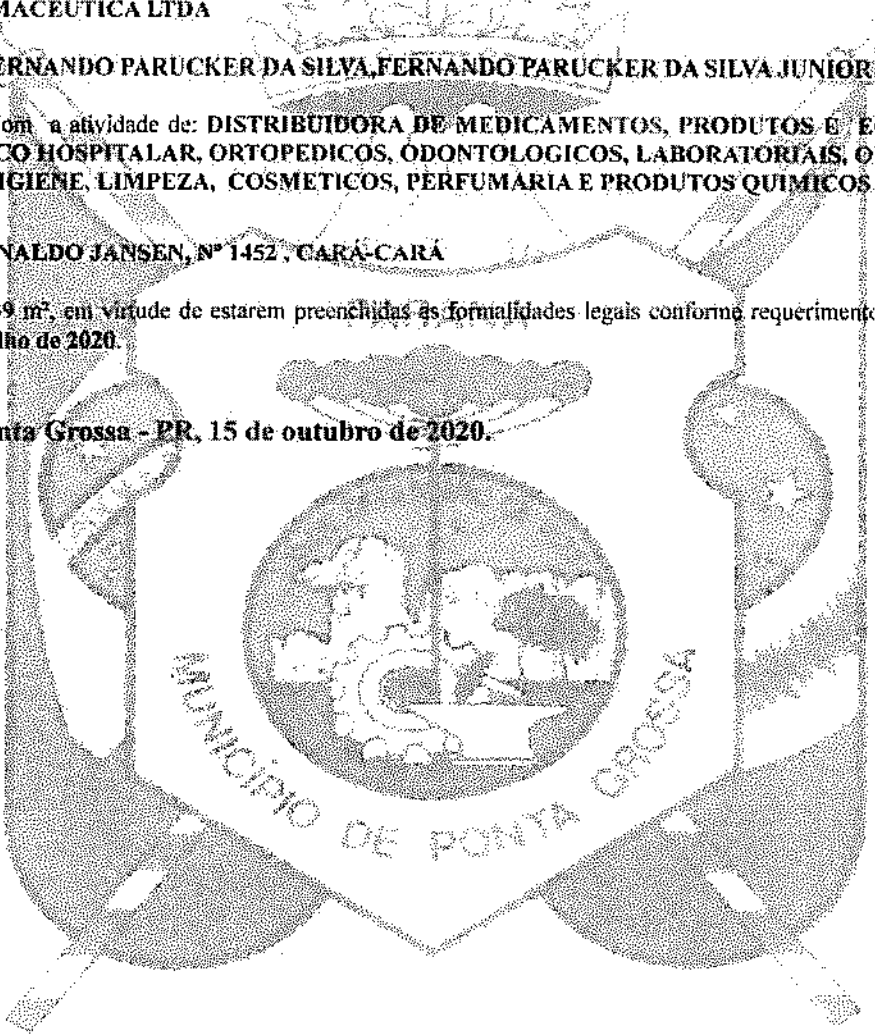 MACEUTICA LTDA
ERNANDO PARUCKER DA SILVA,FERNANDO PARUCKER DA SILVA JUNIOR
om a atividade de: DISTRIBUIDORA DE MEDICAMENTOS, PRODUTOS E E
CO HOSPITALAR, ORTOPEDICOS, ODONTOLOGICOS, LABORATORIAIS, O
IGIENE, LIMPEZA, COSMETICOS, PERFUMARIA E PRODUTOS QUIMICOS
NALDO JANSEN, Nº 1452 , CARÁ-CARÁ
9 m², em virtude de estarem preenchidas as formalidades legais conforme requerimento
lho de 2020.
nta Grossa - PR, 15 de outubro de 2020.
MUNICÍPIO DE PONTA GROSSA